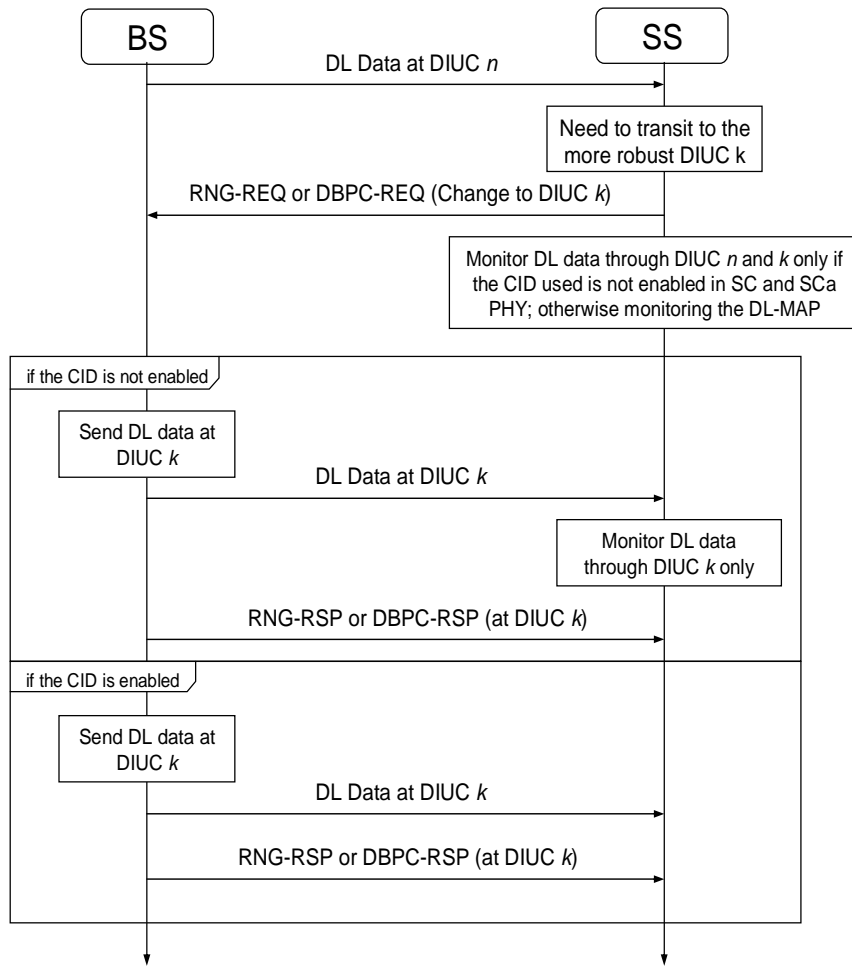 BS
SS
DL Data at DIUC n
Need to transit to the
more robust DIUC k
RNG-REQ or DBPC-REQ (Change to DIUC k)
Monitor DL data through DIUC n and k only if
the CID used is not enabled in SC and SCa
PHY; otherwise monitoring the DL-MAP
if the CID is not enabled
Send DL data at
DIUC k
DL Data at DIUC k
Monitor DL data
through DIUC k only
RNG-RSP or DBPC-RSP (at DIUC k)
if the CID is enabled
Send DL data at
DIUC k
DL Data at DIUC k
RNG-RSP or DBPC-RSP (at DIUC k)